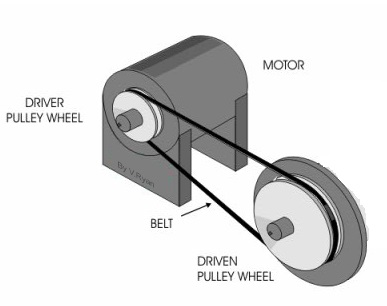 MOTOR
DRIVER
PULLEY WHEEL
By V.Ryan
BELT
DRIVEN
PULLEY WHEEL